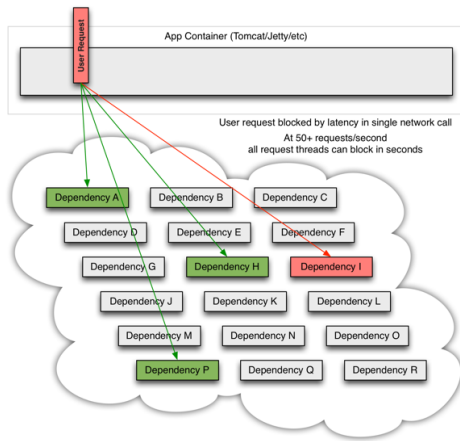 User Request
App Container (Tomcat/Jetty/etc)
User request blocked by latency in single network call
At 50+ requests/second
all request threads can block in seconds
Dependency A
Dependency B
Dependency C
Dependency D
Dependency E
Dependency F
Dependency G
Dependency H
Dependency I
Dependency J
Dependency K
Dependency L
Dependency M
Dependency N
Dependency O
Dependency P
Dependency Q
Dependency R